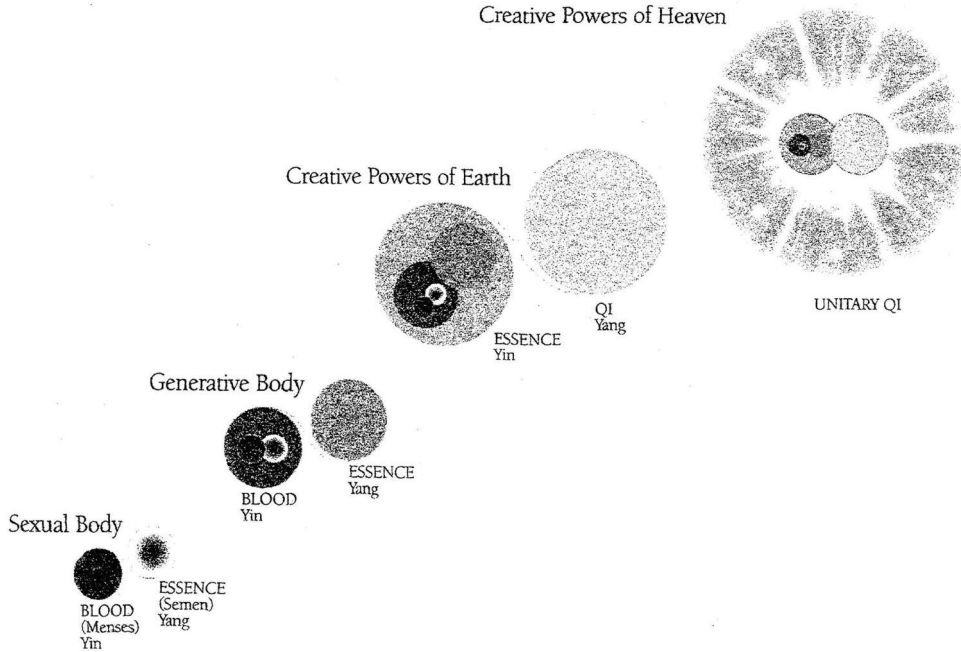 Creative Powers of Heaven
UNITARY QI
Creative Powers of Earth
ESSENCE
Yin
QI
Yang
Generative Body
BLOOD
Yin
ESSENCE
Yang
Sexual Body
BLOOD
(Menses)
Yin
ESSENCE
(Semen)
Yang